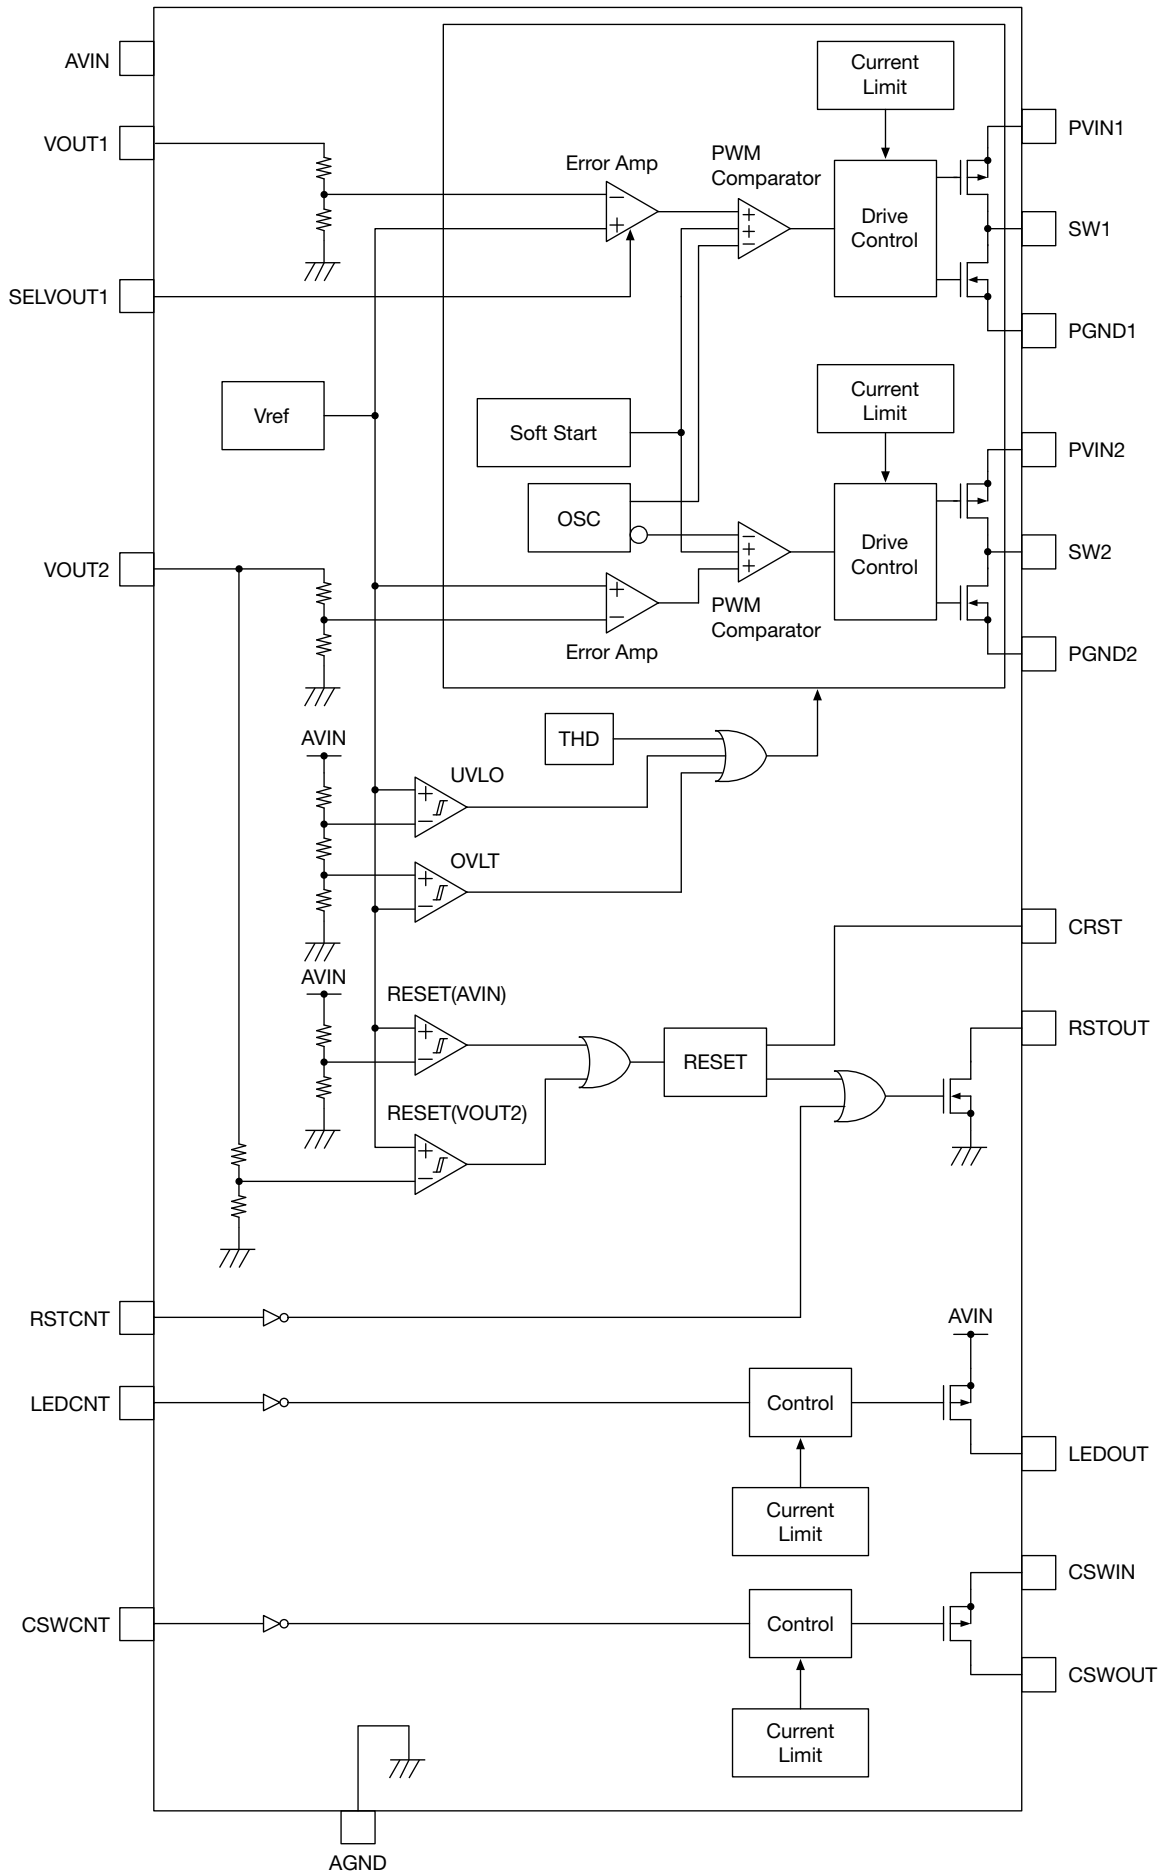 AVIN
Current
Limit
VOUT1
PVIN1
Error Amp
PWM
Comparator
−
+
+
+
−
Drive
Control
SW1
SELVOUT1
PGND1
Vref
Soft Start
Current
Limit
PVIN2
OSC
VOUT2
−
+
Drive
Control
SW2
+
−
PWM
Comparator
Error Amp
PGND2
THD
AVIN
UVLO
+
−
OVLT
+
−
CRST
AVIN
RESET(AVIN)
+
−
RESET
RSTOUT
RESET(VOUT2)
+
−
RSTCNT
AVIN
LEDCNT
Control
LEDOUT
Current
Limit
CSWIN
CSWCNT
Control
CSWOUT
Current
Limit
AGND